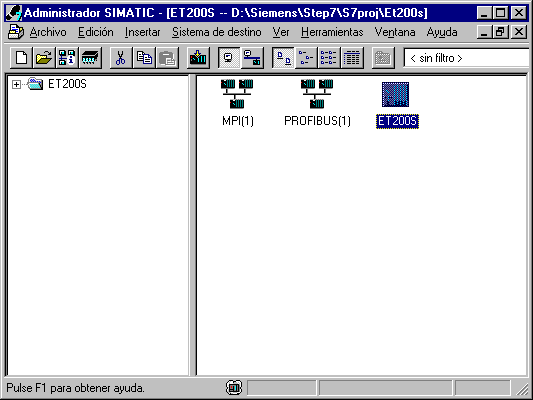 Administrador SIMATIC - [ET200S -- D:\Siemens\Step7\S7proj\Et200s]
Archivo Edición Insertar Sistema de destino Ver Herramientas Ventana Ayuda
< sin filtro >
ET200S
MPI(1) PROFIBUS(1) ET200S
Pulse F1 para obtener ayuda.